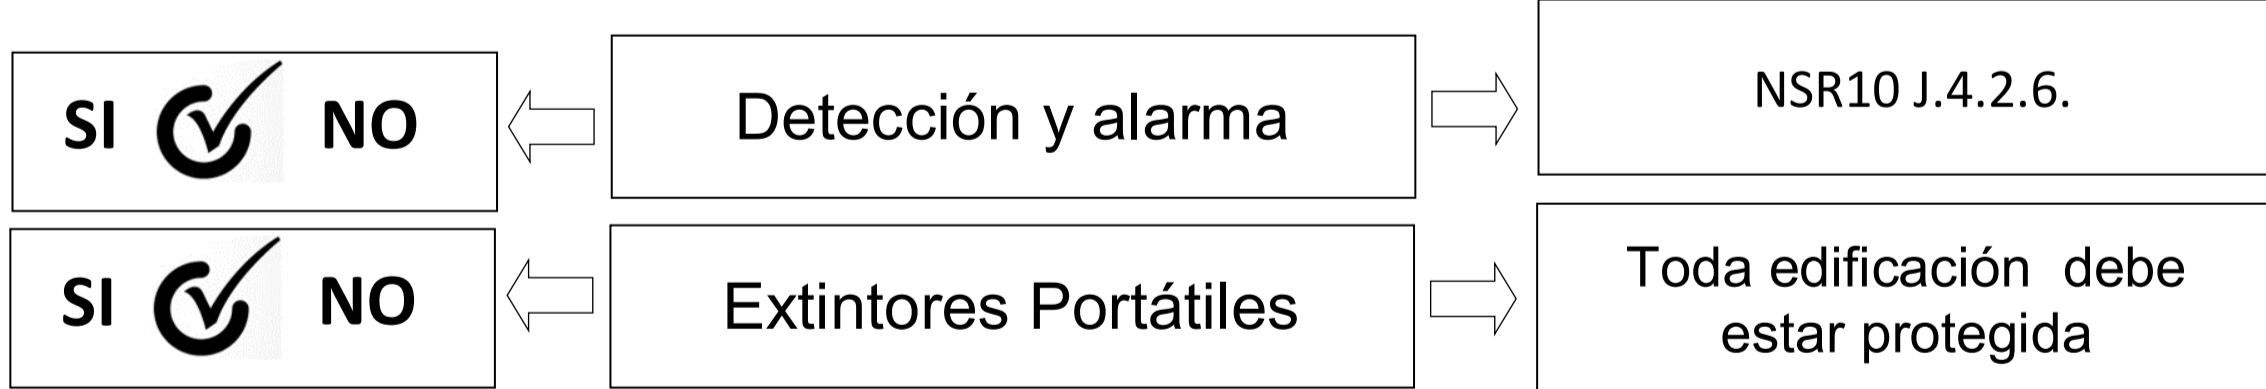 SI NO
Detección y alarma
NSR10 J.4.2.6.
SI NO
Extintores Portátiles
Toda edificación debe
estar protegida